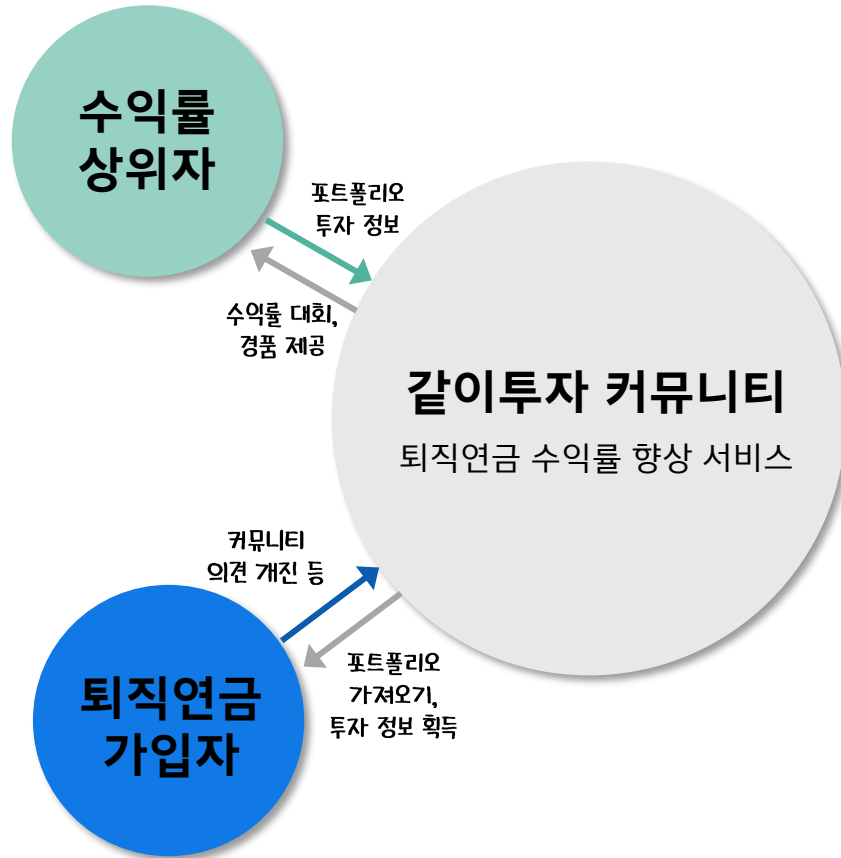 수익률
상위자
포트폴리오
투자 정보
수익률 대회,
경품 제공
같이투자 커뮤니티
퇴직연금 수익률 향상 서비스
커뮤니티
의견 개진 등
퇴직연금
가입자
포트폴리오
가져오기,
투자 정보 획득